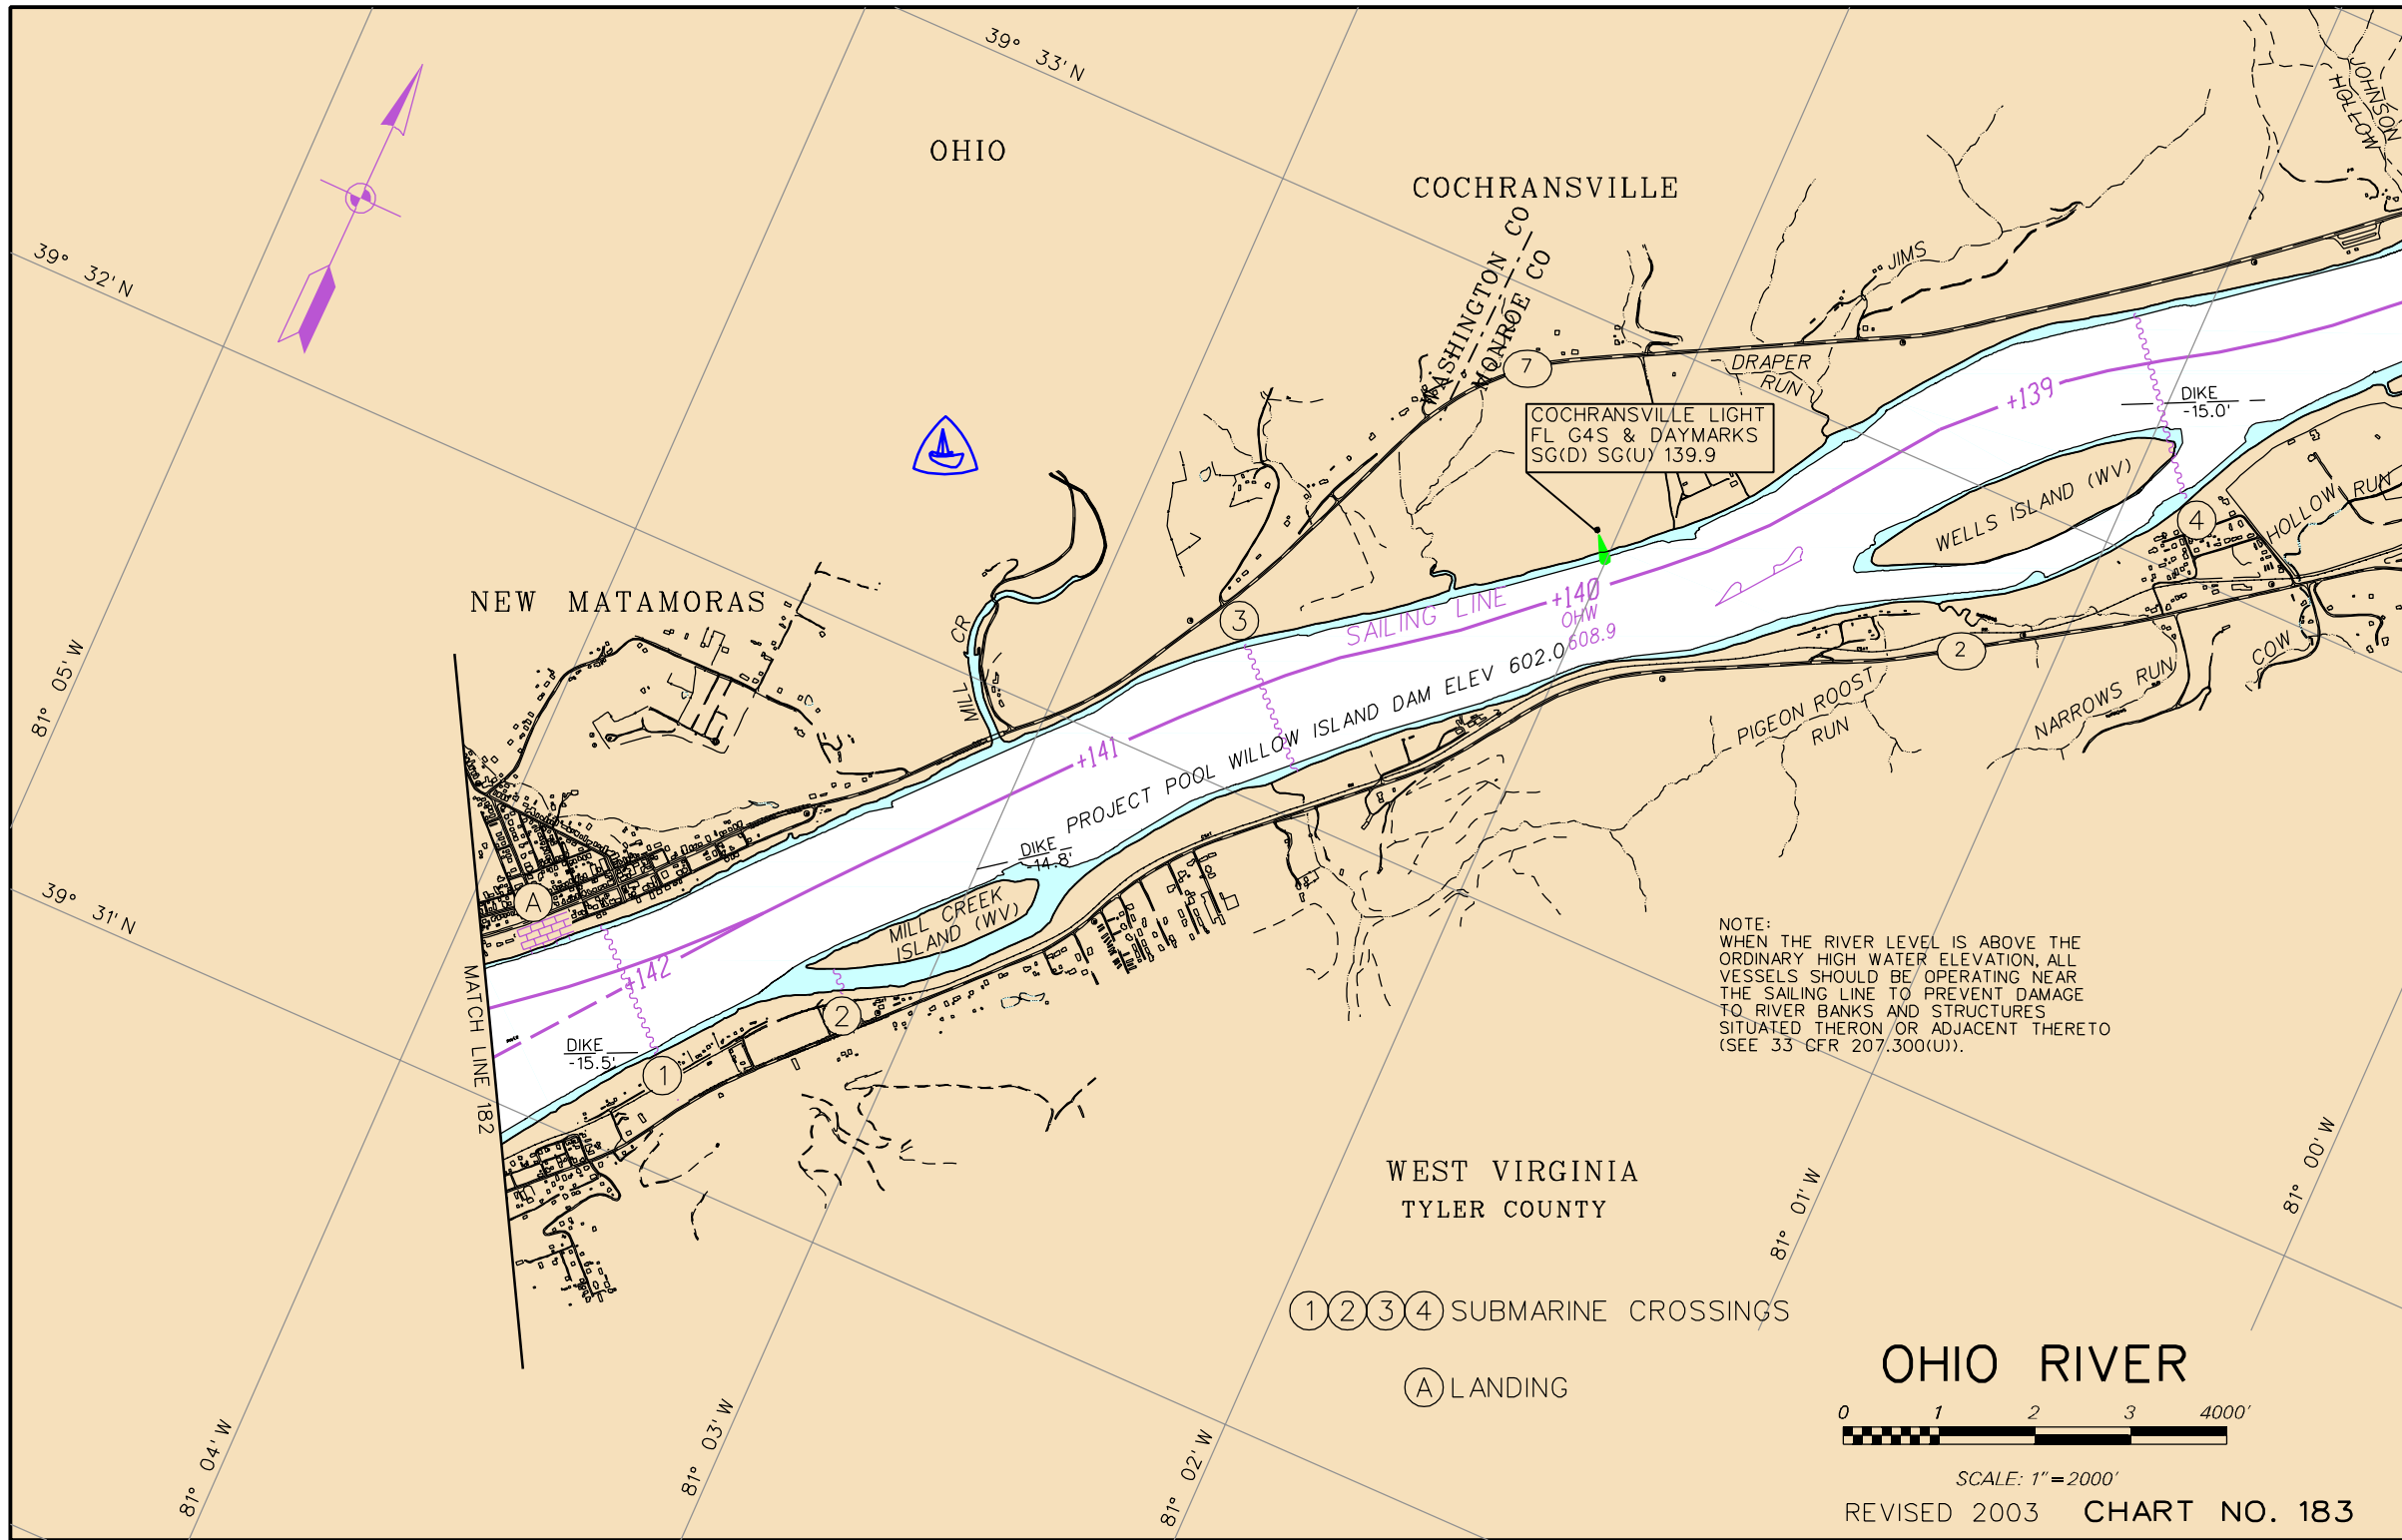 39° 33' N
OHIO
COCHRANSVILLE
JOHNSON
HOLLOW
WASHINGTON CO
MONROE CO
JIMS
39° 32' N
7
DRAPER
RUN
+139
DIKE
-15.0'
COCHRANSVILLE LIGHT
FL G4S & DAYMARKS
SG(D) SG(U) 139.9
WELLS ISLAND (WV)
4
HOLLOW RUN
NEW MATAMORAS
MILL CR
3
SAILING LINE
+140
OHW
608.9
2
COW
NARROWS RUN
PIGEON ROOST
RUN
81° 05' W
+141
PROJECT POOL WILLOW ISLAND DAM ELEV 602.0
DIKE
-14.8'
MILL CREEK
ISLAND (WV)
A
39° 31' N
+142
MATCH LINE 182
DIKE
-15.5'
1
2
NOTE:
WHEN THE RIVER LEVEL IS ABOVE THE
ORDINARY HIGH WATER ELEVATION, ALL
VESSELS SHOULD BE OPERATING NEAR
THE SAILING LINE TO PREVENT DAMAGE
TO RIVER BANKS AND STRUCTURES
SITUATED THERON OR ADJACENT THERETO
(SEE 33 CFR 207.300(U)).
WEST VIRGINIA
TYLER COUNTY
81° 01' W
81° 00' W
1 2 3 4 SUBMARINE CROSSINGS
A LANDING
81° 04' W
81° 03' W
81° 02' W
OHIO RIVER
0 1 2 3 4000'
SCALE: 1"=2000'
REVISED 2003 CHART NO. 183